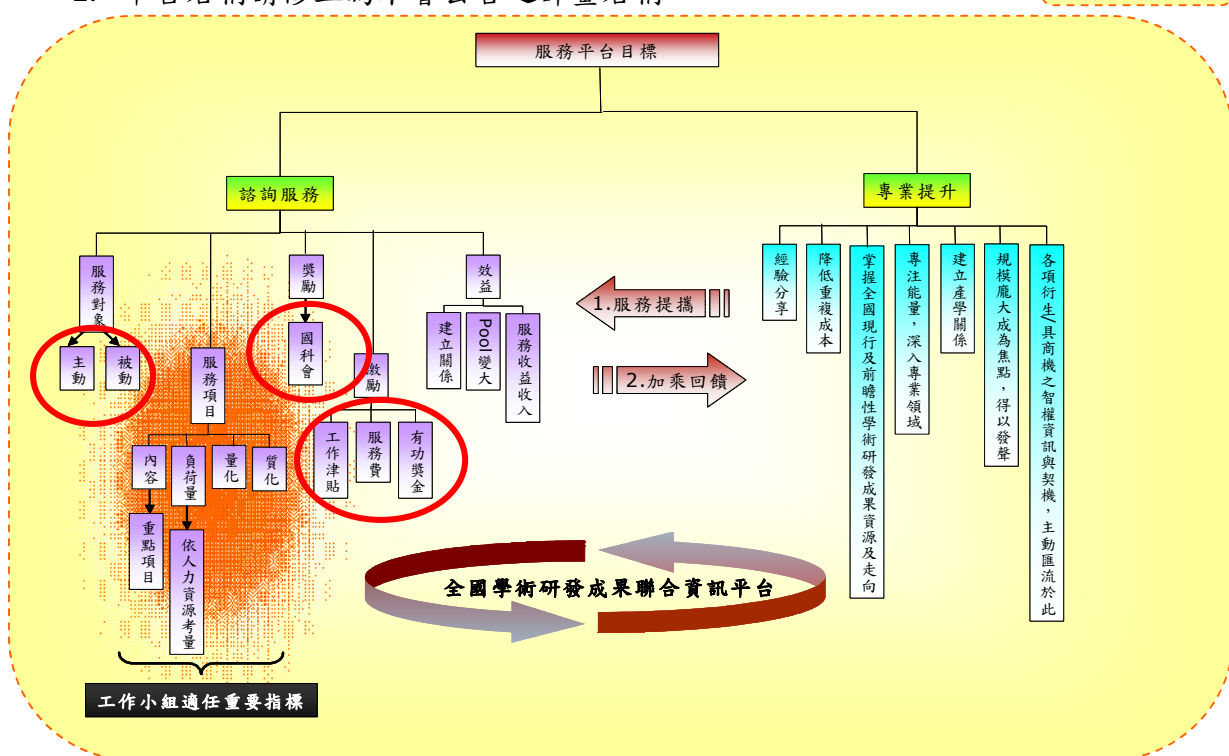 服務平台目標
諮詢服務
專業提升
服務對象
主動
被動
服務項目
內容
負荷量
量化
質化
重點項目
依人力資源考量
工作小組適任重要指標
獎勵
國科會
激勵
工作津貼
服務費
有功獎金
效益
建立關係
Pool變大
服務收益收入
1.服務提攜
2.加乘回饋
經驗分享
降低重複成本
掌握全國現行及前瞻性學術研發成果資源及走向
專注能量，深入專業領域
建立產學關係
規模龐大成為焦點，得以發聲
各項衍生/具商機之智權資訊與契機，主動匯流於此
全國學術研發成果聯合資訊平台